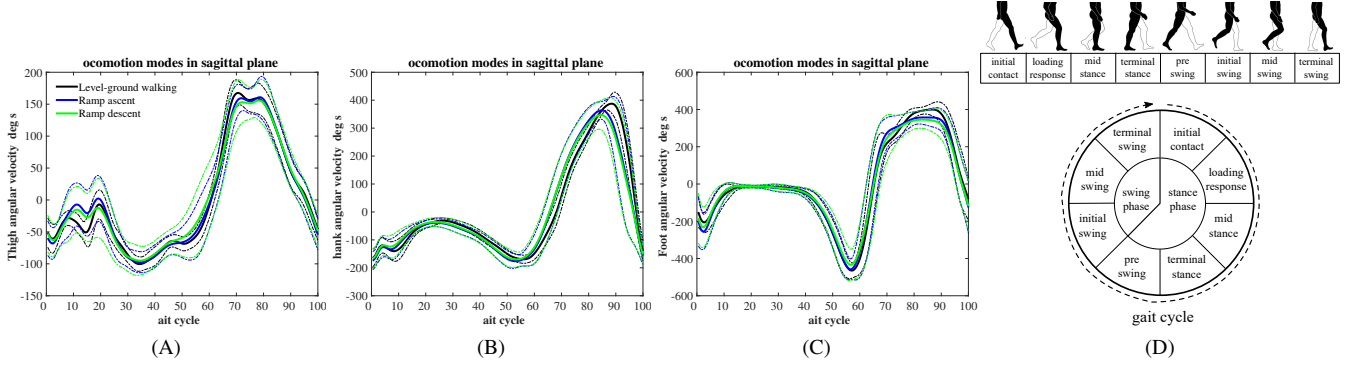 ocomotion modes in sagittal plane
200
150
100
50
0
-50
-100
-150
Thigh angular velocity deg s
Level-ground walking
Ramp ascent
Ramp descent
0 10 20 30 40 50 60 70 80 90 100
ait cycle
(A)
ocomotion modes in sagittal plane
500
400
300
200
100
0
-100
-200
-300
hank angular velocity deg s
0 10 20 30 40 50 60 70 80 90 100
ait cycle
(B)
ocomotion modes in sagittal plane
600
400
200
0
-200
-400
-600
Foot angular velocity deg s
0 10 20 30 40 50 60 70 80 90 100
ait cycle
(C)
initial contact
loading response
mid stance
terminal stance
pre swing
initial swing
mid swing
terminal swing
terminal swing
initial contact
mid swing
loading response
swing phase
stance phase
initial swing
mid stance
pre swing
terminal stance
gait cycle
(D)